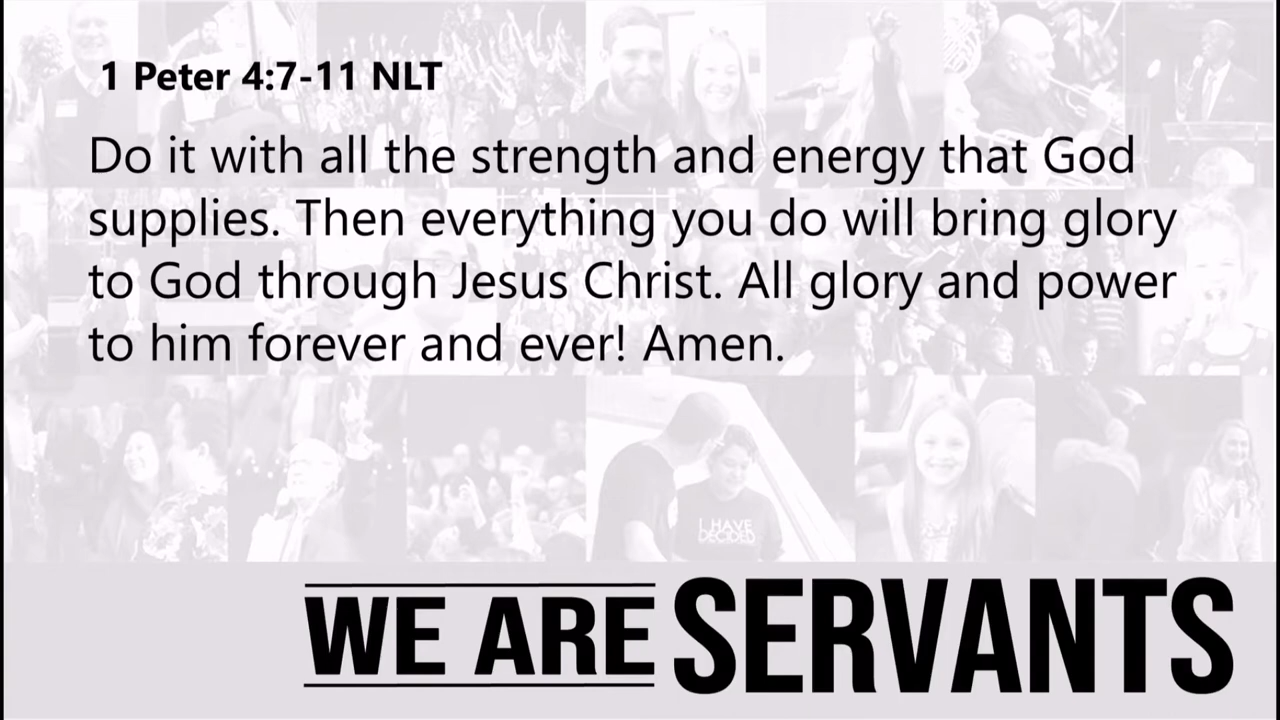 1 Peter 4:7-11 NLT
Do it with all the strength and energy that God
supplies. Then everything you do will bring glory
to God through Jesus Christ. All glory and power
to him forever and ever! Amen.
I HAVE
DECIDED
WE ARE SERVANTS